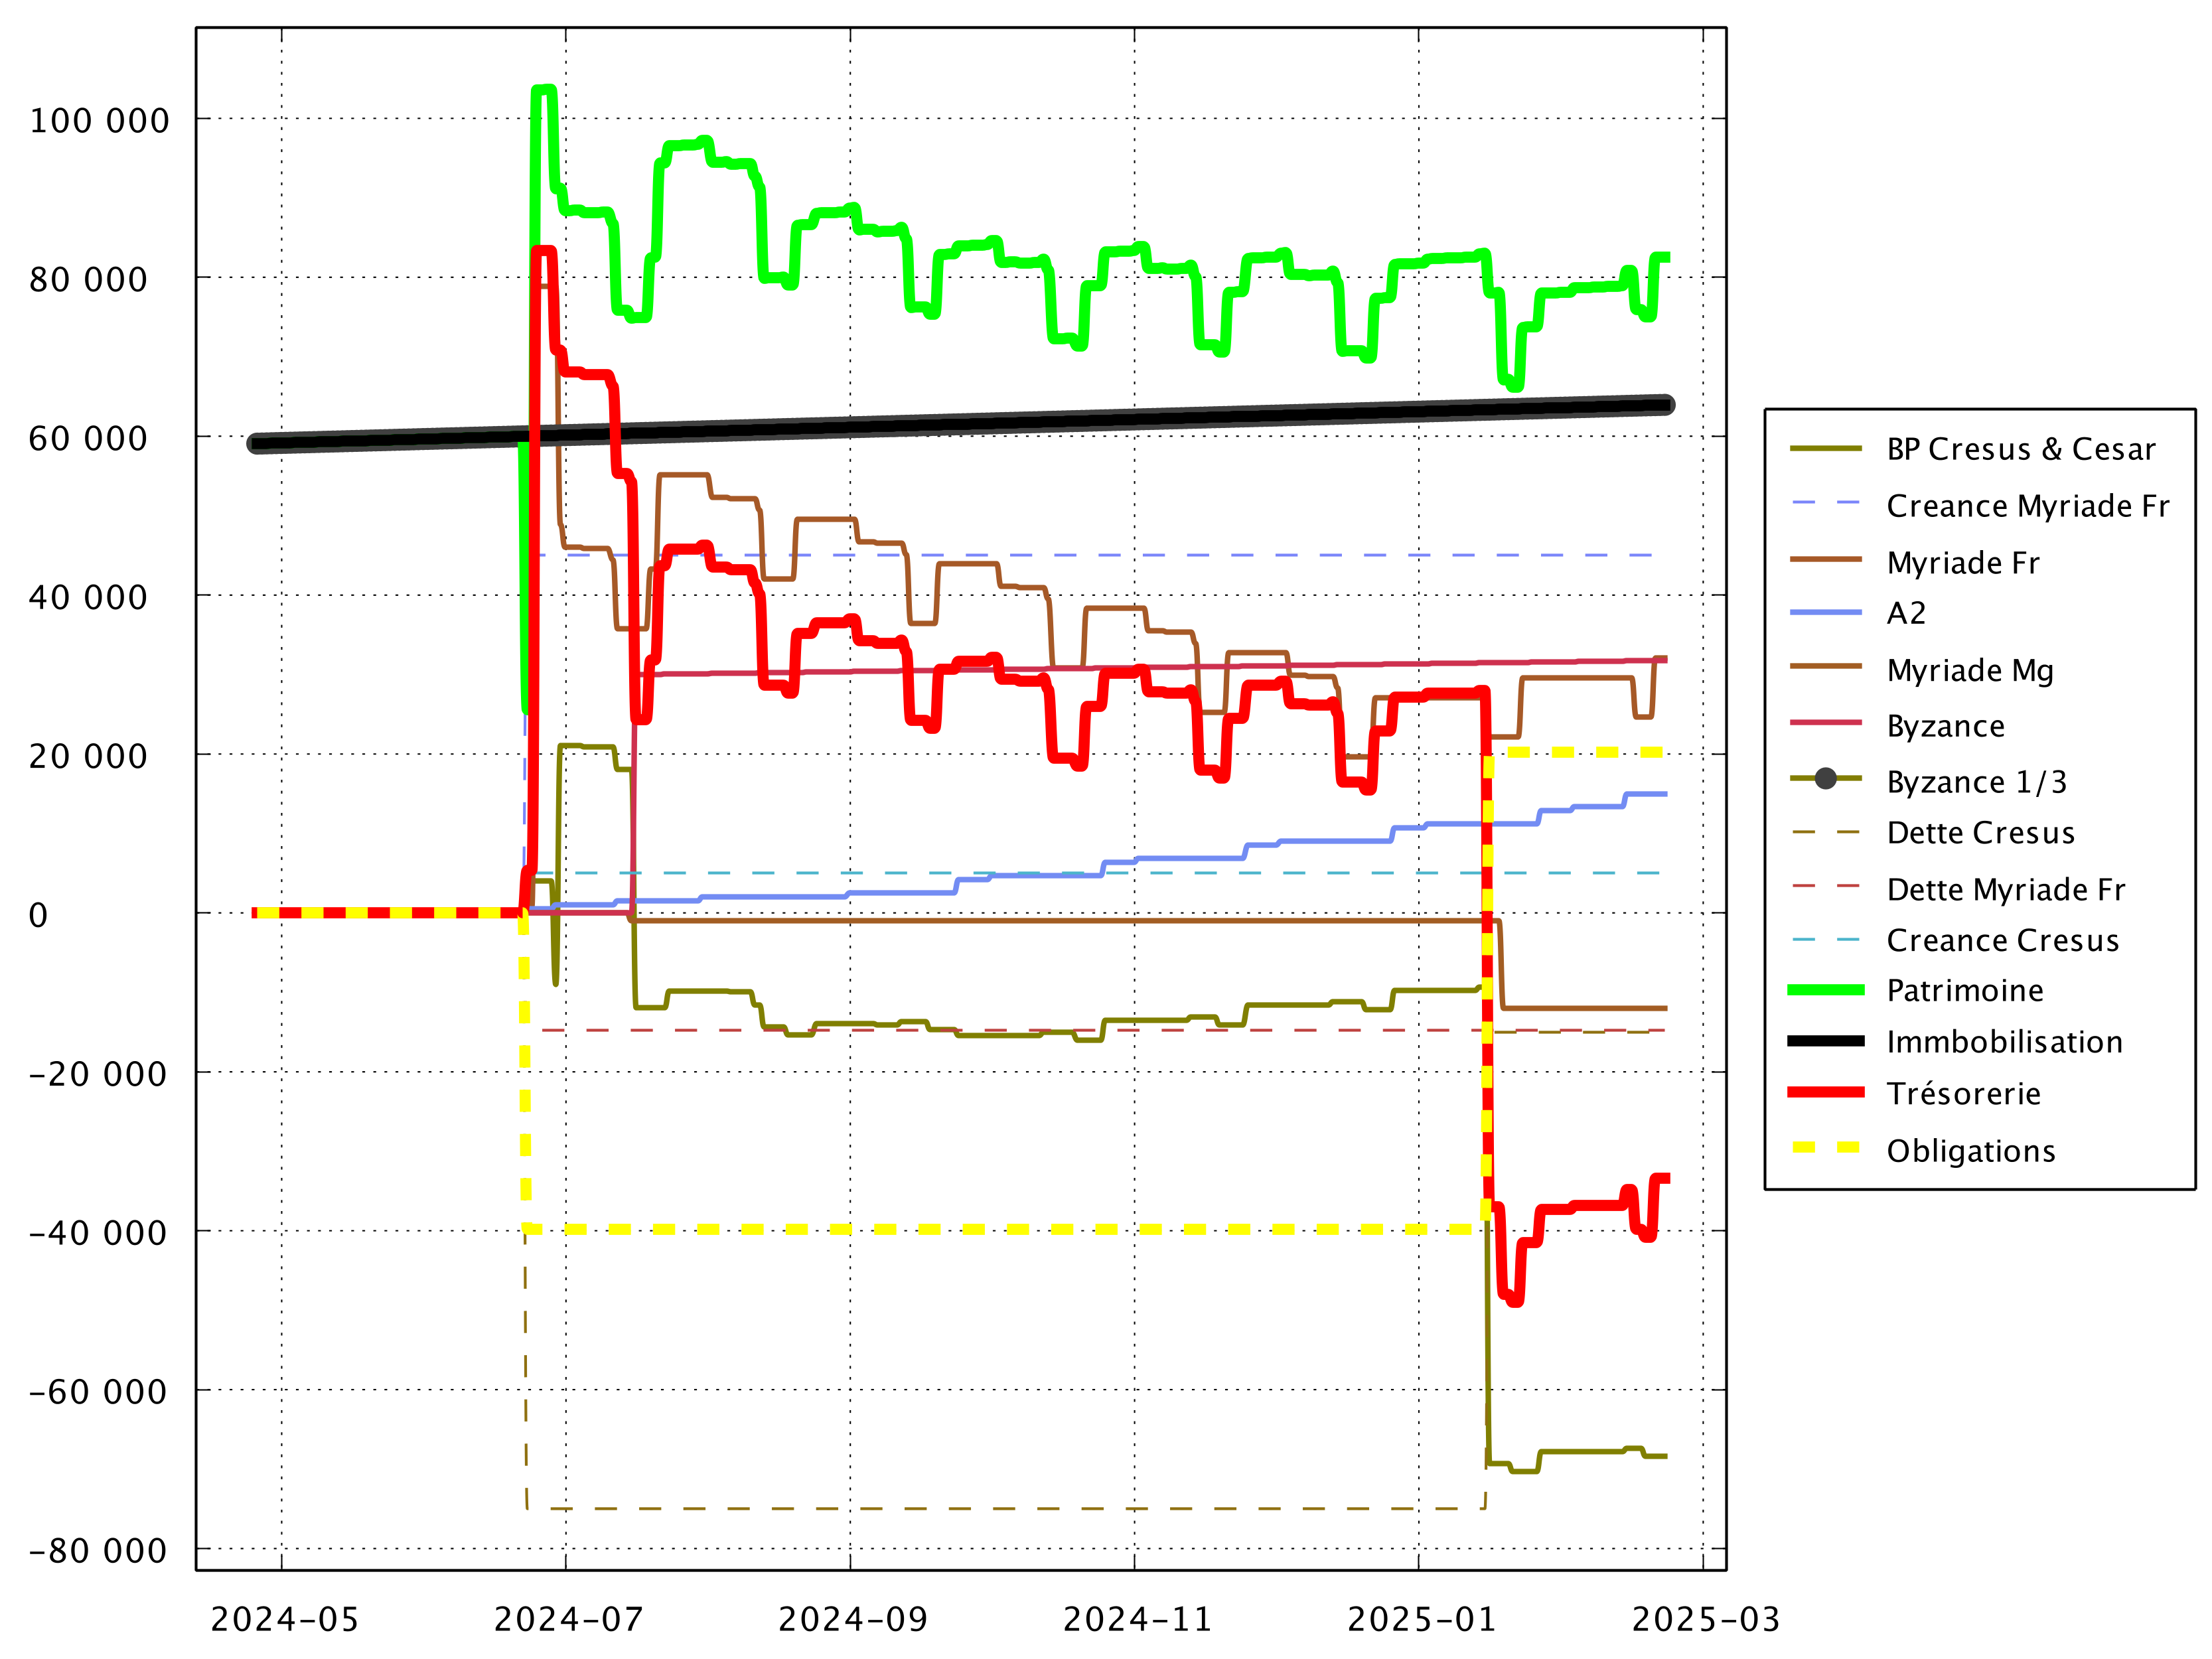 100 000
80 000
60 000
40 000
20 000
0
−20 000
−40 000
−60 000
−80 000
2024−05
2024−07
2024−09
2024−11
2025−01
2025−03
BP Cresus & Cesar
Creance Myriade Fr
Myriade Fr
A2
Myriade Mg
Byzance
Byzance 1/3
Dette Cresus
Dette Myriade Fr
Creance Cresus
Patrimoine
Immbobilisation
Trésorerie
Obligations